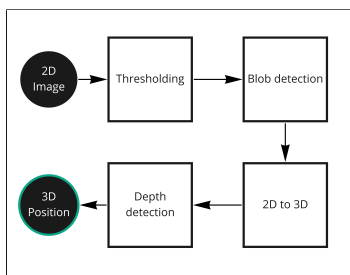 2D
Image
Thresholding
Blob detection
2D to 3D
Depth
detection
3D
Position